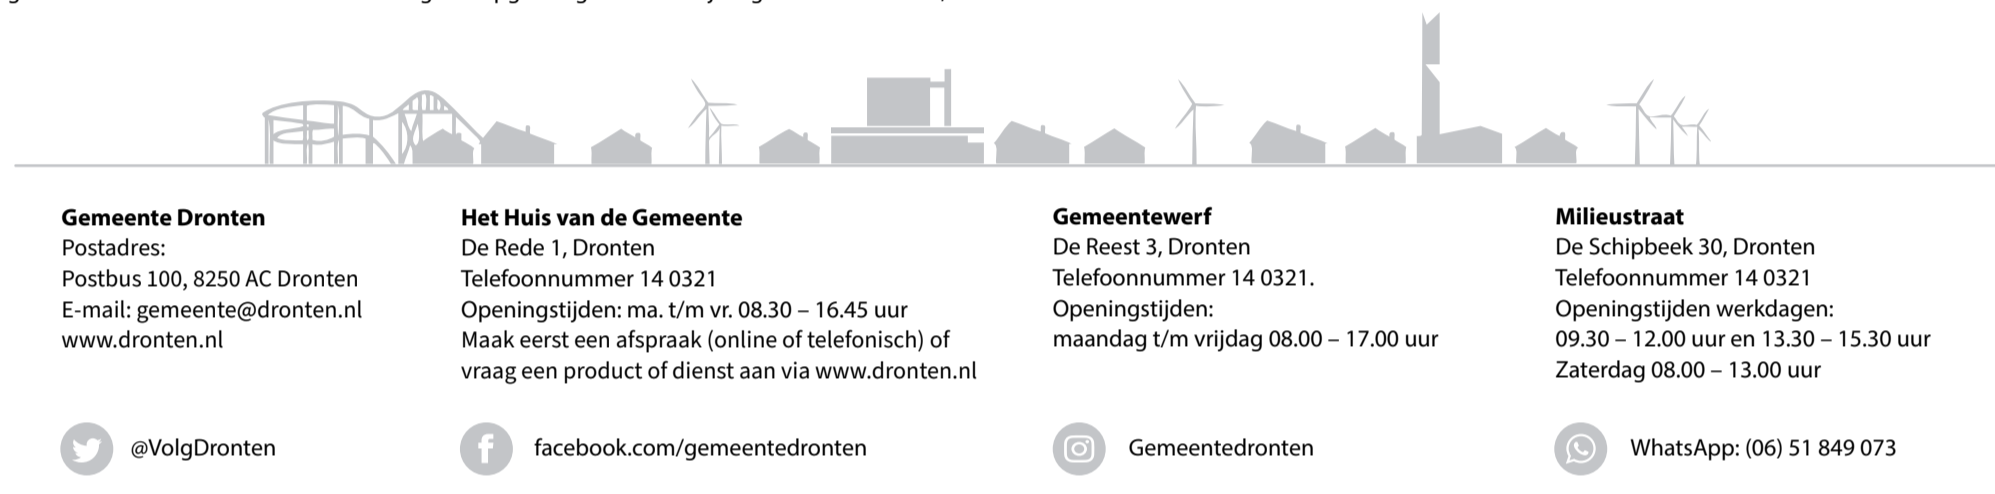 Gemeente Dronten
Postadres:
Postbus 100, 8250 AC Dronten
E-mail: gemeente@dronten.nl
www.dronten.nl
Het Huis van de Gemeente
De Rede 1, Dronten
Telefoonnummer 14 0321
Openingstijden: ma. t/m vr. 08.30 – 16.45 uur
Maak eerst een afspraak (online of telefonisch) of
vraag een product of dienst aan via www.dronten.nl
Gemeentewerf
De Reest 3, Dronten
Telefoonnummer 14 0321.
Openingstijden:
maandag t/m vrijdag 08.00 – 17.00 uur
Milieustraat
De Schipbeek 30, Dronten
Telefoonnummer 14 0321
Openingstijden werkdagen:
09.30 – 12.00 uur en 13.30 – 15.30 uur
Zaterdag 08.00 – 13.00 uur
@VolgDronten
facebook.com/gemeentedronten
Gemeentedronten
WhatsApp: (06) 51 849 073